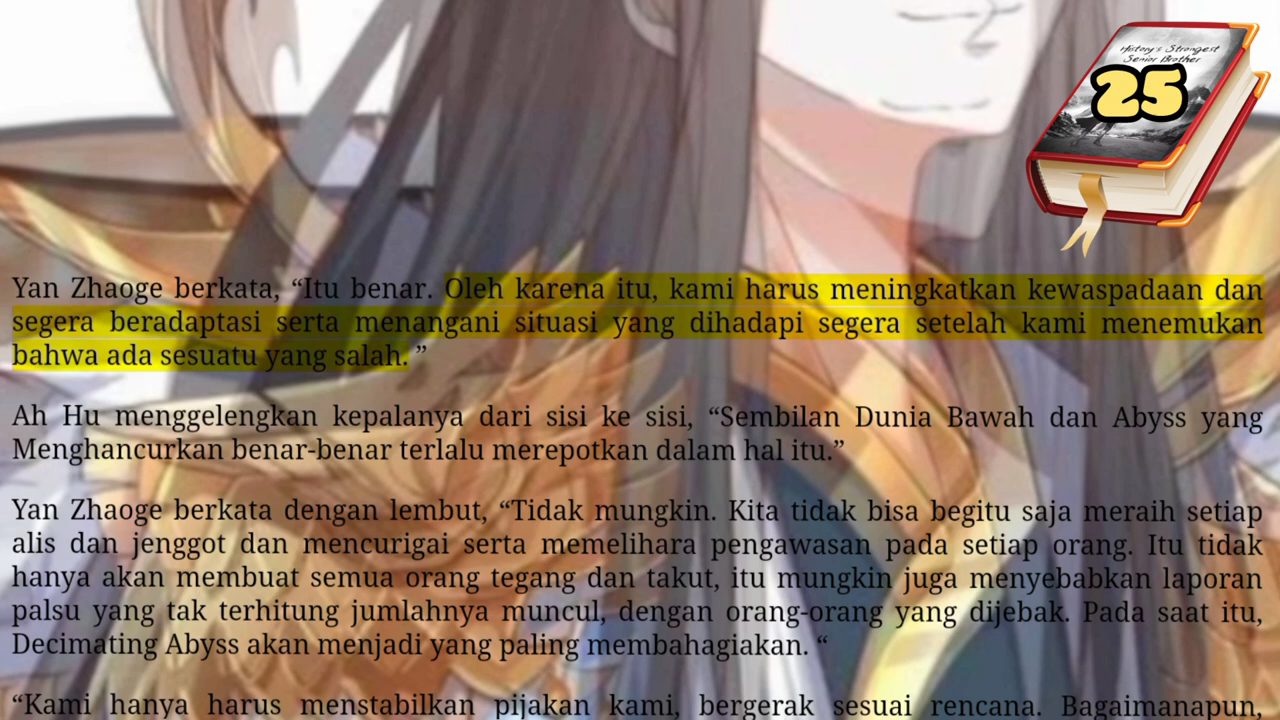 History's Strongest
Senior Brother
25
Yan Zhaoge berkata, “Itu benar. Oleh karena itu, kami harus meningkatkan kewaspadaan dan
segera beradaptasi serta menangani situasi yang dihadapi segera setelah kami menemukan
bahwa ada sesuatu yang salah. ”
Ah Hu menggelengkan kepalanya dari sisi ke sisi, “Sembilan Dunia Bawah dan Abyss yang
Menghancurkan benar-benar terlalu merepotkan dalam hal itu.”
Yan Zhaoge berkata dengan lembut, “Tidak mungkin. Kita tidak bisa begitu saja meraih setiap
alis dan jenggot dan mencurigai serta memelihara pengawasan pada setiap orang. Itu tidak
hanya akan membuat semua orang tegang dan takut, itu mungkin juga menyebabkan laporan
palsu yang tak terhitung jumlahnya muncul, dengan orang-orang yang dijebak. Pada saat itu,
Decimating Abyss akan menjadi yang paling membahagiakan. “
“Kami hanya harus menstabilkan pijakan kami, bergerak sesuai rencana. Bagaimanapun,